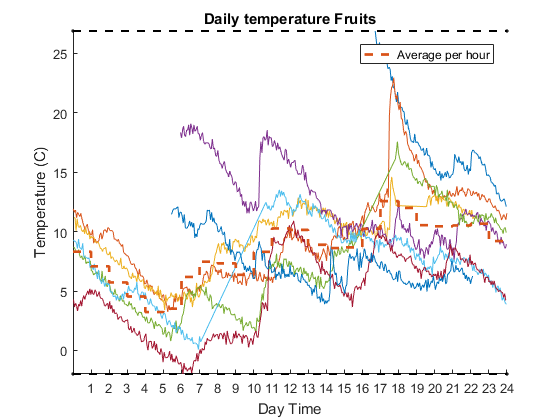 Daily temperature Fruits
Average per hour
Temperature (C)
25
20
15
10
5
0
1 2 3 4 5 6 7 8 9 10 11 12 13 14 15 16 17 18 19 20 21 22 23 24
Day Time